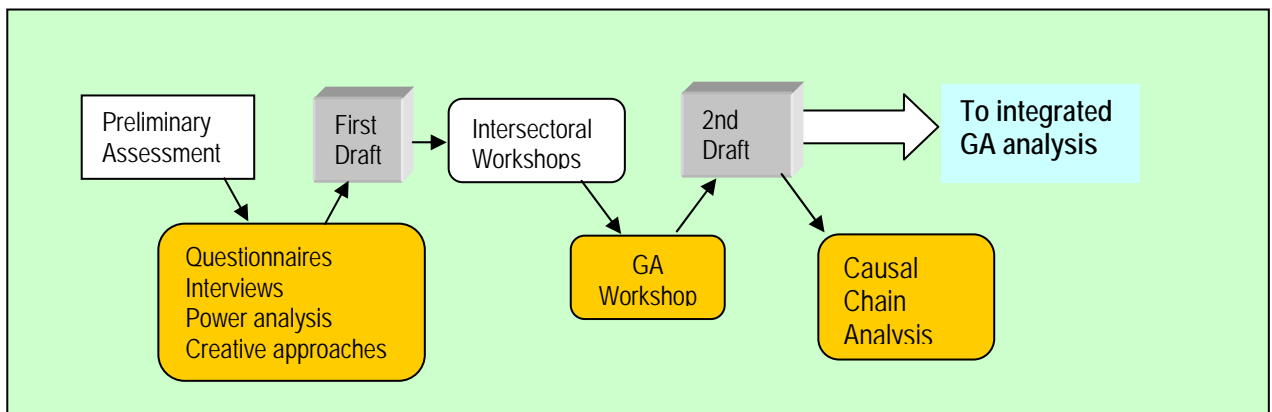 Preliminary
Assessment
Questionnaires
Interviews
Power analysis
Creative approaches
First
Draft
Intersectoral
Workshops
GA
Workshop
2nd
Draft
Causal
Chain
Analysis
To integrated
GA analysis